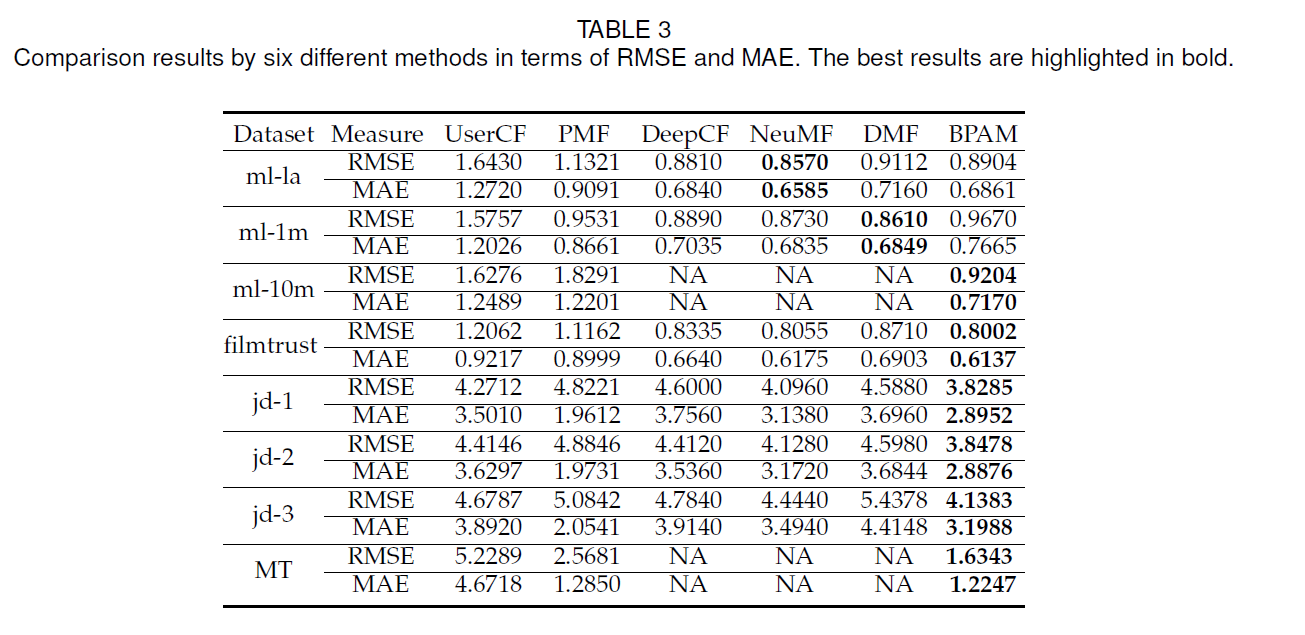 TABLE 3
Comparison results by six different methods in terms of RMSE and MAE. The best results are highlighted in bold.
Dataset Measure UserCF PMF DeepCF NeuMF DMF BPAM
ml-la RMSE 1.6430 1.1321 0.8810 0.8570 0.9112 0.8904
MAE 1.2720 0.9091 0.6840 0.6585 0.7160 0.6861
ml-1m RMSE 1.5757 0.9531 0.8890 0.8730 0.8610 0.9670
MAE 1.2026 0.8661 0.7035 0.6835 0.6849 0.7665
ml-10m RMSE 1.6276 1.8291 NA NA NA 0.9204
MAE 1.2489 1.2201 NA NA NA 0.7170
filmtrust RMSE 1.2062 1.1162 0.8335 0.8055 0.8710 0.8002
MAE 0.9217 0.8999 0.6640 0.6175 0.6903 0.6137
jd-1 RMSE 4.2712 4.8221 4.6000 4.0960 4.5880 3.8285
MAE 3.5010 1.9612 3.7560 3.1380 3.6960 2.8952
jd-2 RMSE 4.4146 4.8846 4.4120 4.1280 4.5980 3.8478
MAE 3.6297 1.9731 3.5360 3.1720 3.6844 2.8876
jd-3 RMSE 4.6787 5.0842 4.7840 4.4440 5.4378 4.1383
MAE 3.8920 2.0541 3.9140 3.4940 4.4148 3.1988
MT RMSE 5.2289 2.5681 NA NA NA 1.6343
MAE 4.6718 1.2850 NA NA NA 1.2247